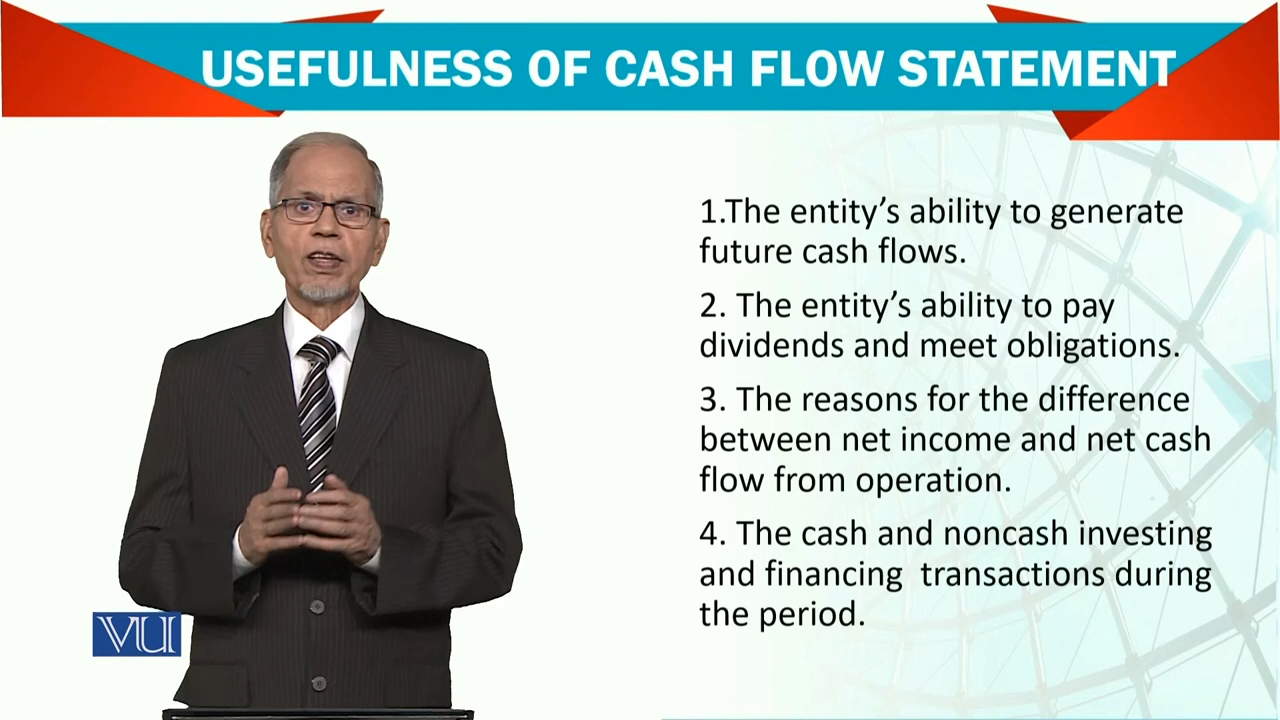 USEFULNESS OF CASH FLOW STATEMENT
1.The entity’s ability to generate
future cash flows.
2. The entity’s ability to pay
dividends and meet obligations.
3. The reasons for the difference
between net income and net cash
flow from operation.
4. The cash and noncash investing
and financing  transactions during
the period.
VU